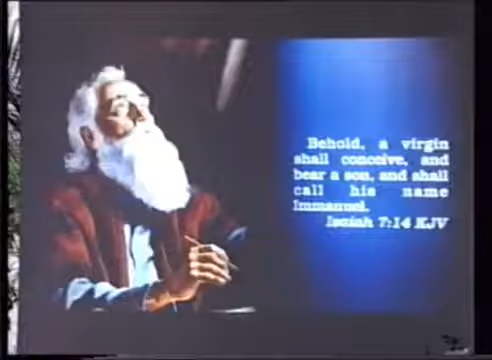 Behold, a virgin
shall conceive, and
bear a son, and shall
call his name
Immanuel.
Isaiah 7:14 KJV